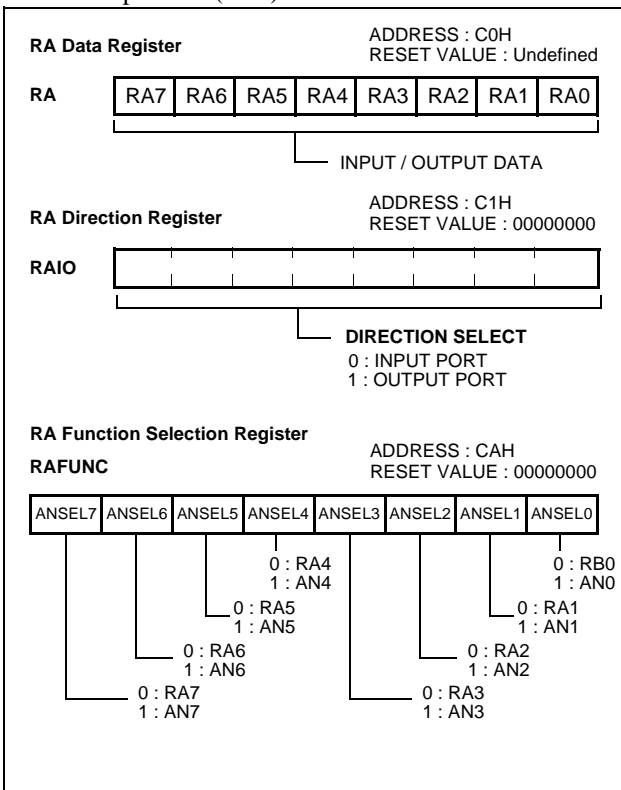 RA Data Register
ADDRESS : C0H
RESET VALUE : Undefined
RA
RA7 RA6 RA5 RA4 RA3 RA2 RA1 RA0
INPUT / OUTPUT DATA
RA Direction Register
ADDRESS : C1H
RESET VALUE : 00000000
RAIO
DIRECTION SELECT
0 : INPUT PORT
1 : OUTPUT PORT
RA Function Selection Register
RAFUNC
ADDRESS : CAH
RESET VALUE : 00000000
ANSEL7 ANSEL6 ANSEL5 ANSEL4 ANSEL3 ANSEL2 ANSEL1 ANSEL0
0 : RA4
1 : AN4
0 : RB0
1 : AN0
0 : RA5
1 : AN5
0 : RA1
1 : AN1
0 : RA6
1 : AN6
0 : RA2
1 : AN2
0 : RA7
1 : AN7
0 : RA3
1 : AN3